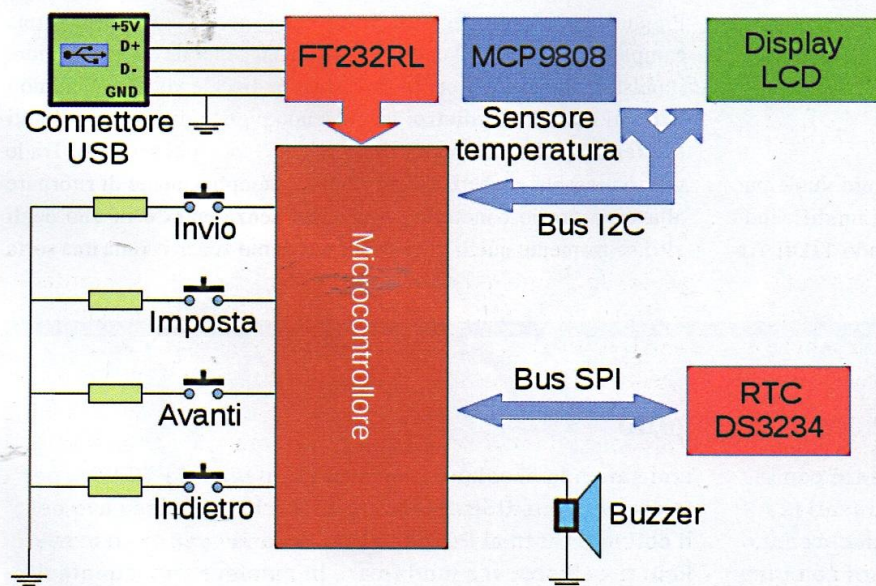 +5V
D+
D-
GND
Connettore
USB
FT232RL
MCP9808
Display
LCD
Sensore
temperatura
Bus I2C
Invio
Imposta
Avanti
Indietro
Microcontrollore
Bus SPI
RTC
DS3234
Buzzer